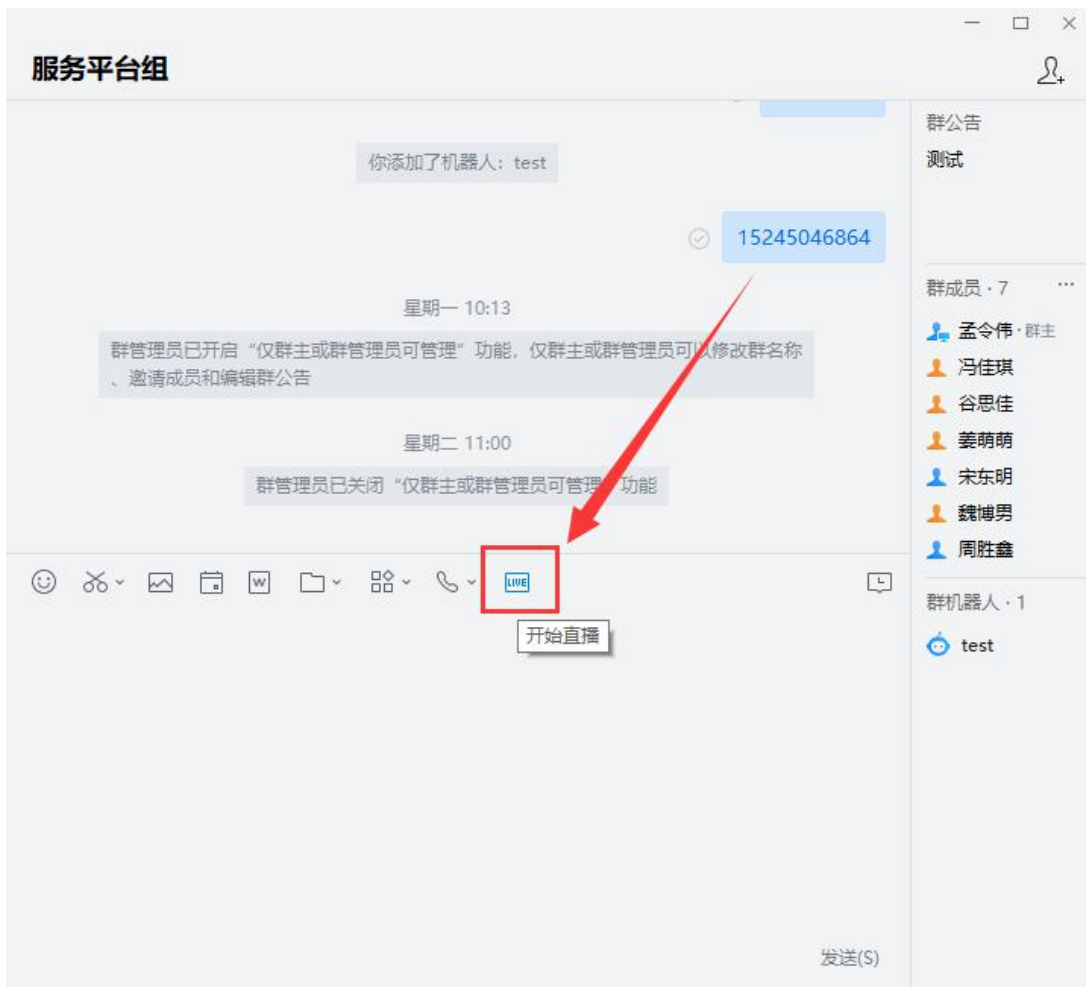 服务平台组
你添加了机器人：test
15245046864
星期一 10:13
群管理员已开启“仅群主或群管理员可管理”功能，仅群主或群管理员可以修改群名称
、邀请成员和编辑群公告
星期二 11:00
群管理员已关闭“仅群主或群管理员可管理”功能
W
LIVE
开始直播
发送(S)
群公告
测试
群成员 · 7
孟令伟 · 群主
冯佳琪
谷思佳
姜萌萌
宋东明
魏博男
周胜鑫
群机器人 · 1
test